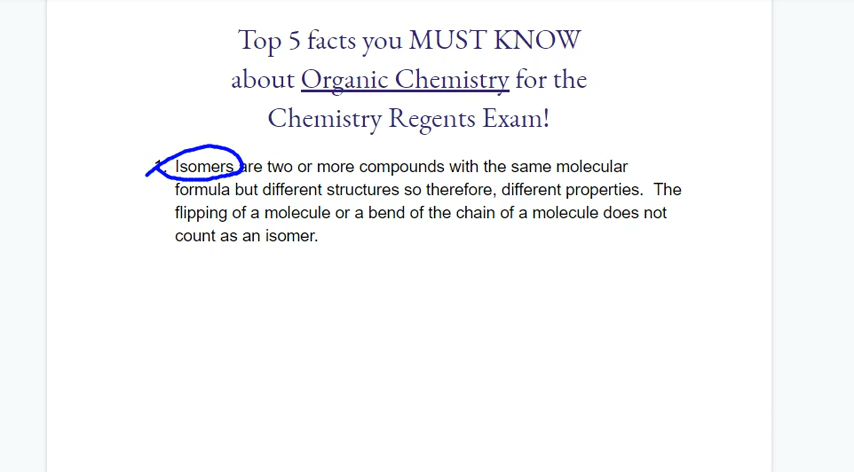 Top 5 facts you MUST KNOW
about Organic Chemistry for the
Chemistry Regents Exam!
1. Isomers are two or more compounds with the same molecular
formula but different structures so therefore, different properties. The
flipping of a molecule or a bend of the chain of a molecule does not
count as an isomer.